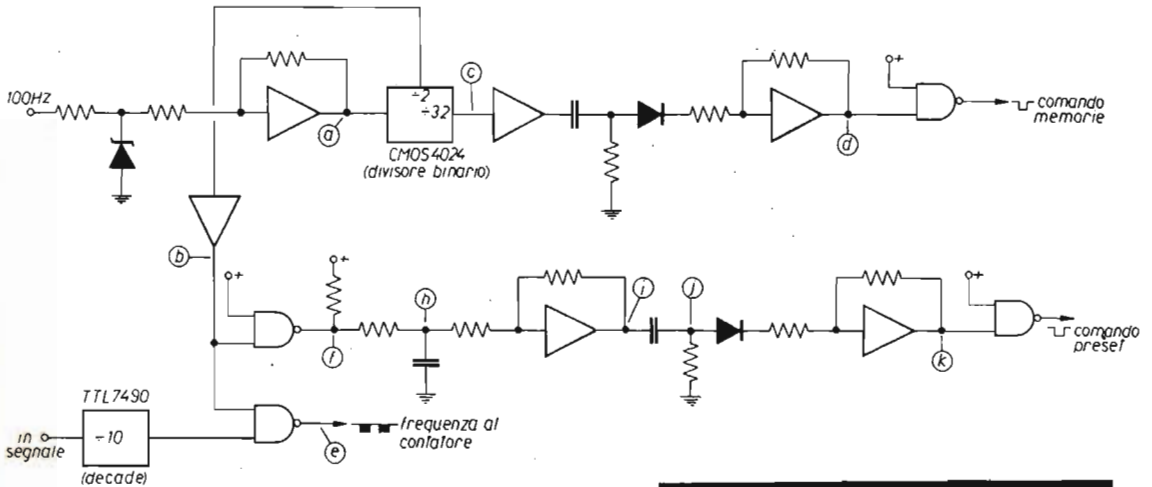 100Hz
a
÷2
÷32
CMOS4024
(divisore binario)
c
d
+
comando
memorie
b
+
+
f
h
i
j
k
+
comando
preset
TTL7490
in
segnale
÷10
(decade)
e
frequenza al
contatore